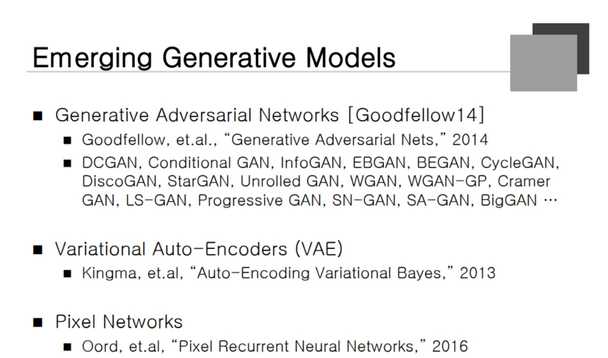 Emerging Generative Models
■ Generative Adversarial Networks [Goodfellow14]
■ Goodfellow, et.al., “Generative Adversarial Nets,” 2014
■ DCGAN, Conditional GAN, InfoGAN, EBGAN, BEGAN, CycleGAN,
DiscoGAN, StarGAN, Unrolled GAN, WGAN, WGAN-GP, Cramer
GAN, LS-GAN, Progressive GAN, SN-GAN, SA-GAN, BigGAN ⋯
■ Variational Auto-Encoders (VAE)
■ Kingma, et.al, “Auto-Encoding Variational Bayes,” 2013
■ Pixel Networks
■ Oord, et.al, “Pixel Recurrent Neural Networks,” 2016